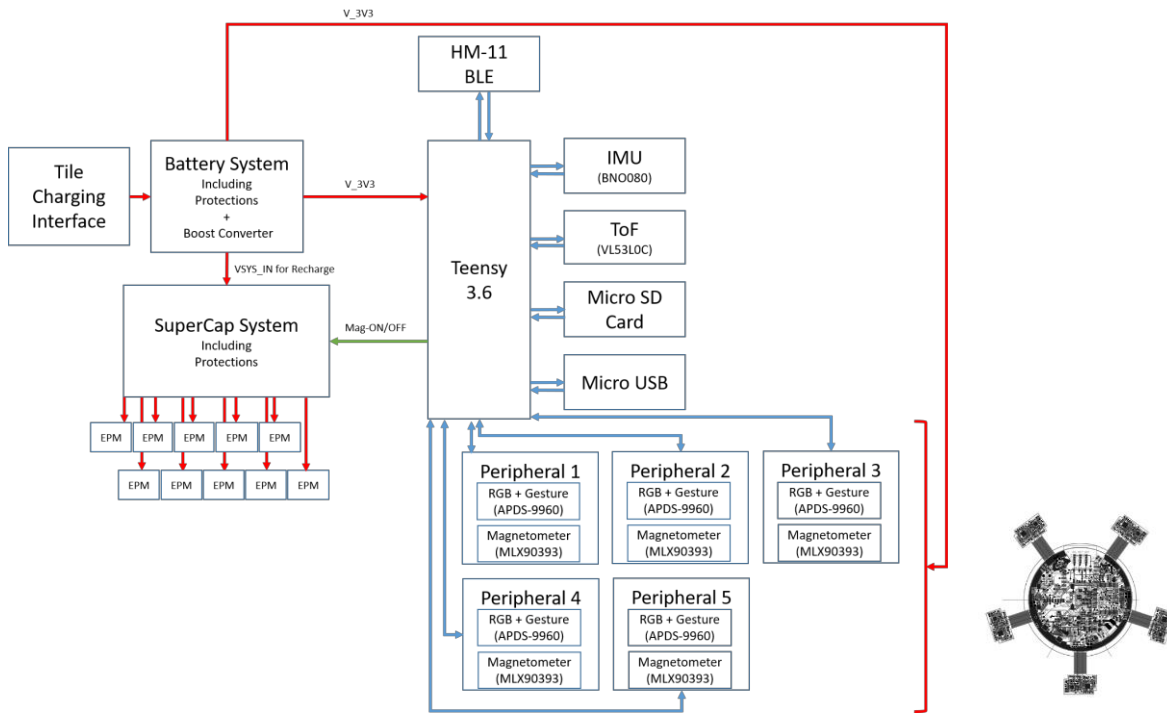 V_3V3
HM-11
BLE
Tile
Charging
Interface
Battery System
Including
Protections
+
Boost Converter
V_3V3
VSYS_IN for Recharge
SuperCap System
Including
Protections
Mag-ON/OFF
Teensy
3.6
IMU
(BNO080)
ToF
(VL53L0C)
Micro SD
Card
Micro USB
EPM
EPM
EPM
EPM
EPM
EPM
EPM
EPM
EPM
EPM
Peripheral 1
RGB + Gesture
(APDS-9960)
Magnetometer
(MLX90393)
Peripheral 2
RGB + Gesture
(APDS-9960)
Magnetometer
(MLX90393)
Peripheral 3
RGB + Gesture
(APDS-9960)
Magnetometer
(MLX90393)
Peripheral 4
RGB + Gesture
(APDS-9960)
Magnetometer
(MLX90393)
Peripheral 5
RGB + Gesture
(APDS-9960)
Magnetometer
(MLX90393)